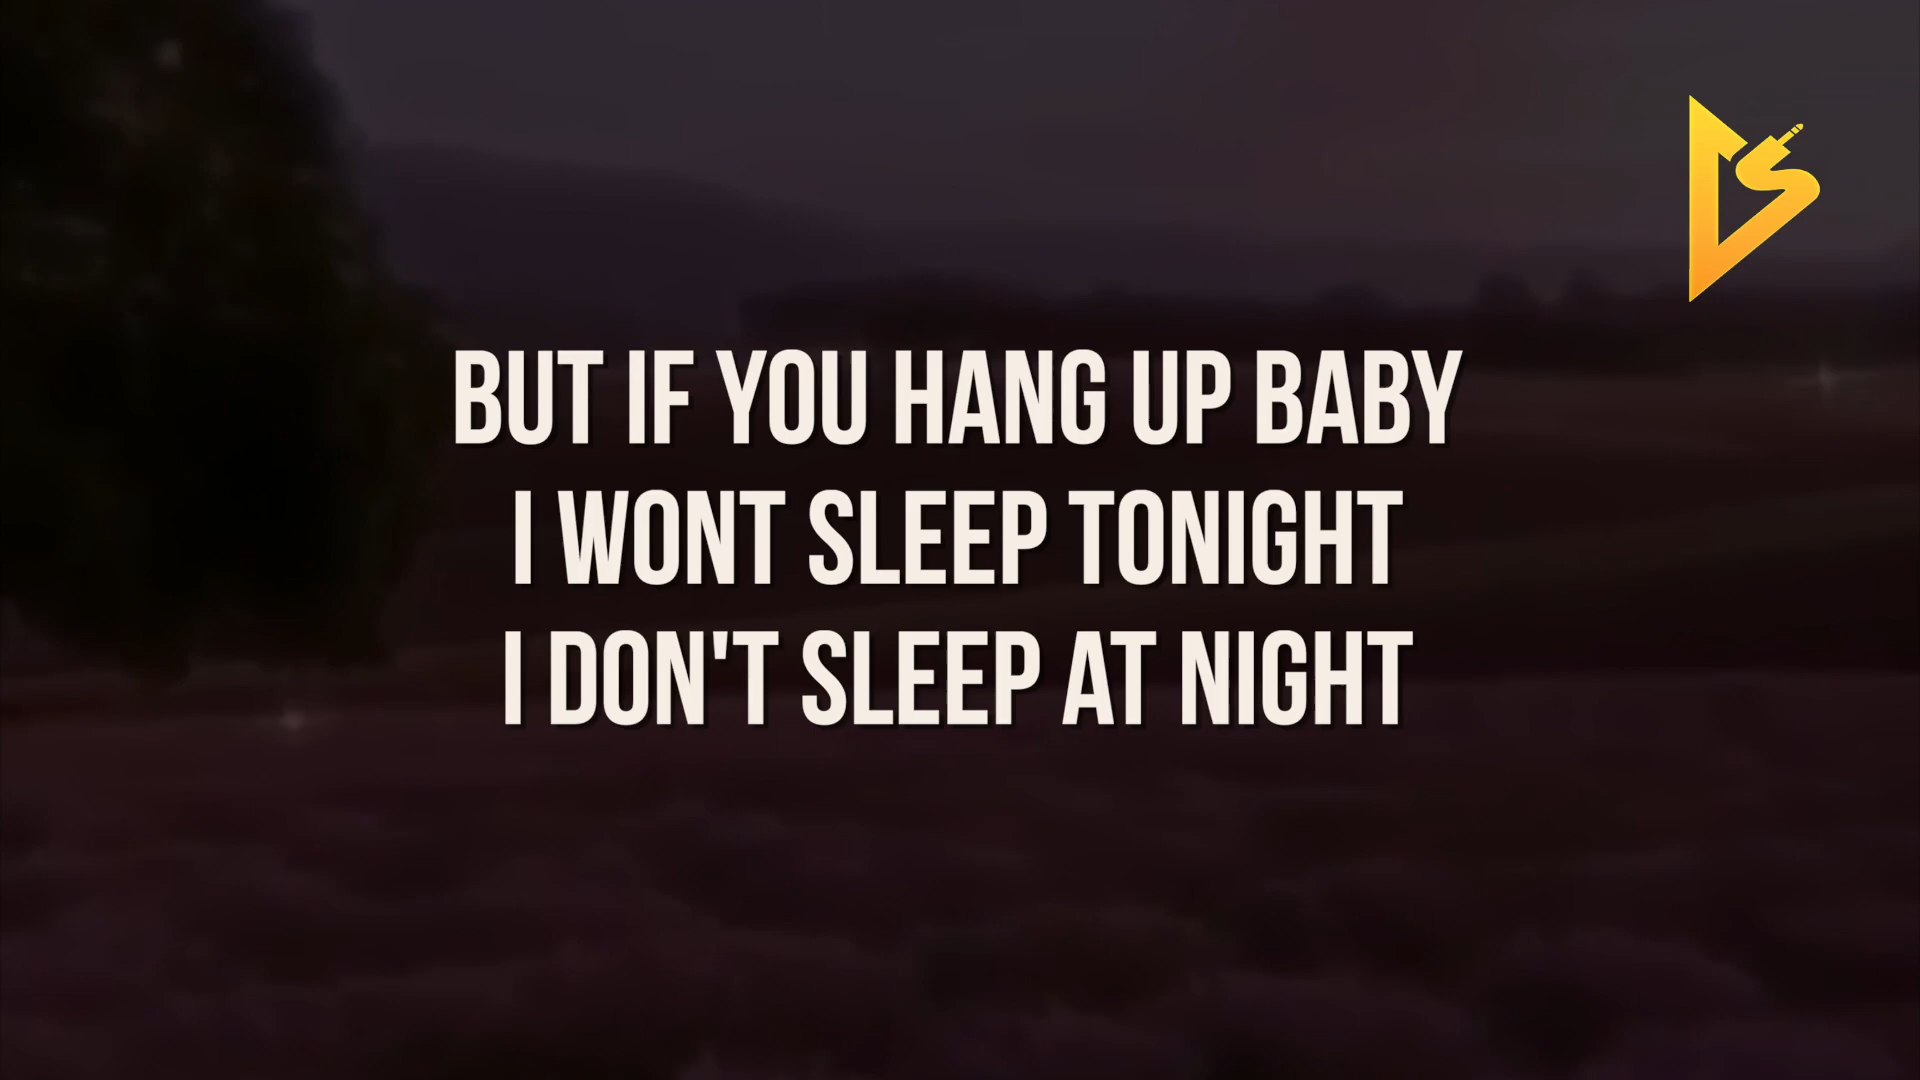 BUT IF YOU HANG UP BABY
I WONT SLEEP TONIGHT
I DON'T SLEEP AT NIGHT